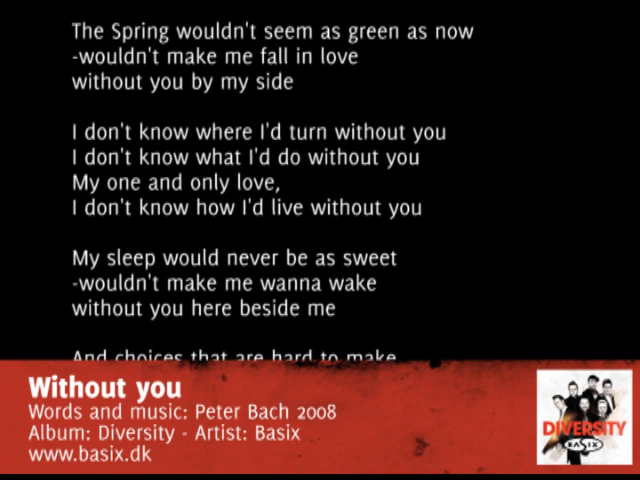 The Spring wouldn't seem as green as now
-wouldn't make me fall in love
without you by my side
I don't know where I'd turn without you
I don't know what I'd do without you
My one and only love,
I don't know how I'd live without you
My sleep would never be as sweet
-wouldn't make me wanna wake
without you here beside me
And choices that are hard to make
Without you
Words and music: Peter Bach 2008
Album: Diversity - Artist: Basix
www.basix.dk
DIVERSITY
BASIX